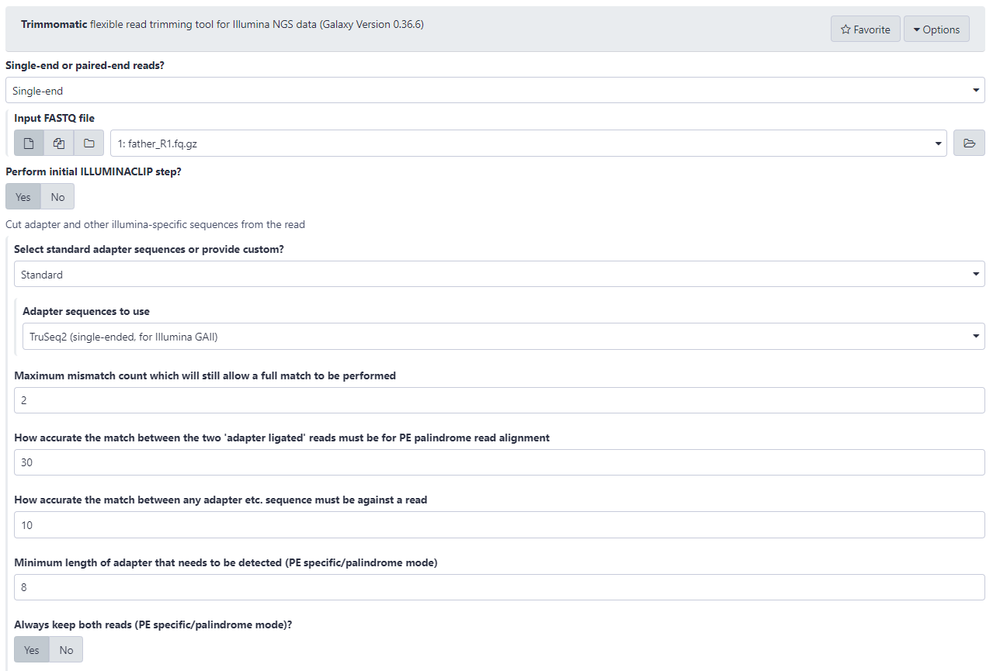 Trimmomatic flexible read trimming tool for Illumina NGS data (Galaxy Version 0.36.6)
Favorite
Options
Single-end or paired-end reads?
Single-end
Input FASTQ file
1: father_R1.fq.gz
Perform initial ILLUMINACLIP step?
Yes No
Cut adapter and other illumina-specific sequences from the read
Select standard adapter sequences or provide custom?
Standard
Adapter sequences to use
TruSeq2 (single-ended, for Illumina GAII)
Maximum mismatch count which will still allow a full match to be performed
2
How accurate the match between the two 'adapter ligated' reads must be for PE palindrome read alignment
30
How accurate the match between any adapter etc. sequence must be against a read
10
Minimum length of adapter that needs to be detected (PE specific/palindrome mode)
8
Always keep both reads (PE specific/palindrome mode)?
Yes No